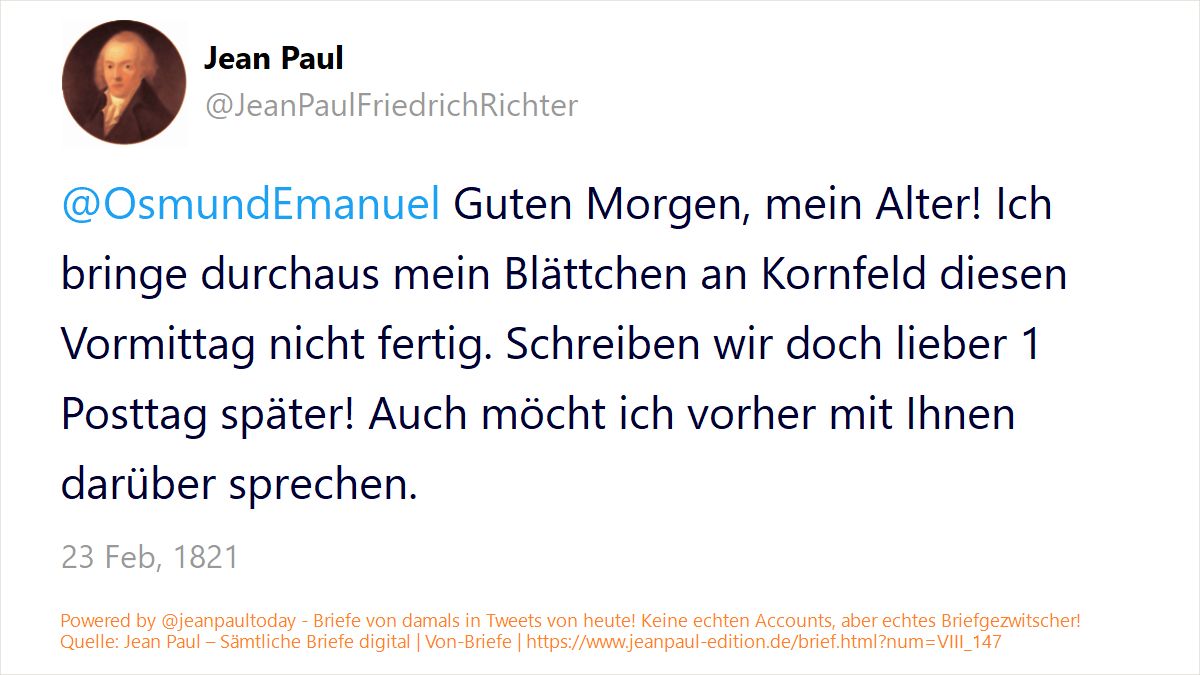 Jean Paul
@JeanPaulFriedrichRichter
@OsmundEmanuel Guten Morgen, mein Alter! Ich
bringe durchaus mein Blättchen an Kornfeld diesen
Vormittag nicht fertig. Schreiben wir doch lieber 1
Posttag später! Auch möcht ich vorher mit Ihnen
darüber sprechen.
23 Feb, 1821
Powered by @jeanpaultoday - Briefe von damals in Tweets von heute! Keine echten Accounts, aber echtes Briefgezwitscher!
Quelle: Jean Paul – Sämtliche Briefe digital | Von-Briefe | https://www.jeanpaul-edition.de/brief.html?num=VIII_147